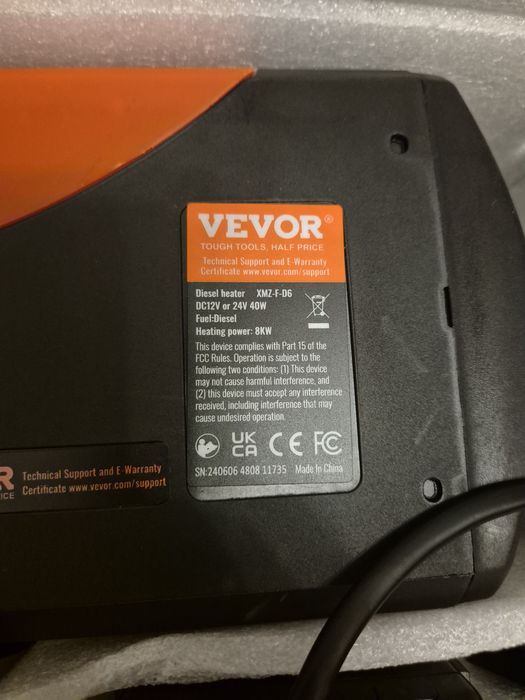 VEVOR®
TOUGH TOOLS, HALF PRICE
Technical Support and E-Warranty
Certificate www.vevor.com/support
Diesel heater XMZ-F-D6
DC12V or 24V 40W
Fuel:Diesel
Heating power: 8KW
This device complies with Part 15 of the
FCC Rules. Operation is subject to the
following two conditions: (1) This device
may not cause harmful interference, and
(2) this device must accept any interference
received, including interference that may
cause undesired operation.
UK
CA CE FC
SN:240606 4808 11735 Made In China
R Technical Support and E-Warranty
ICE Certificate www.vevor.com/support